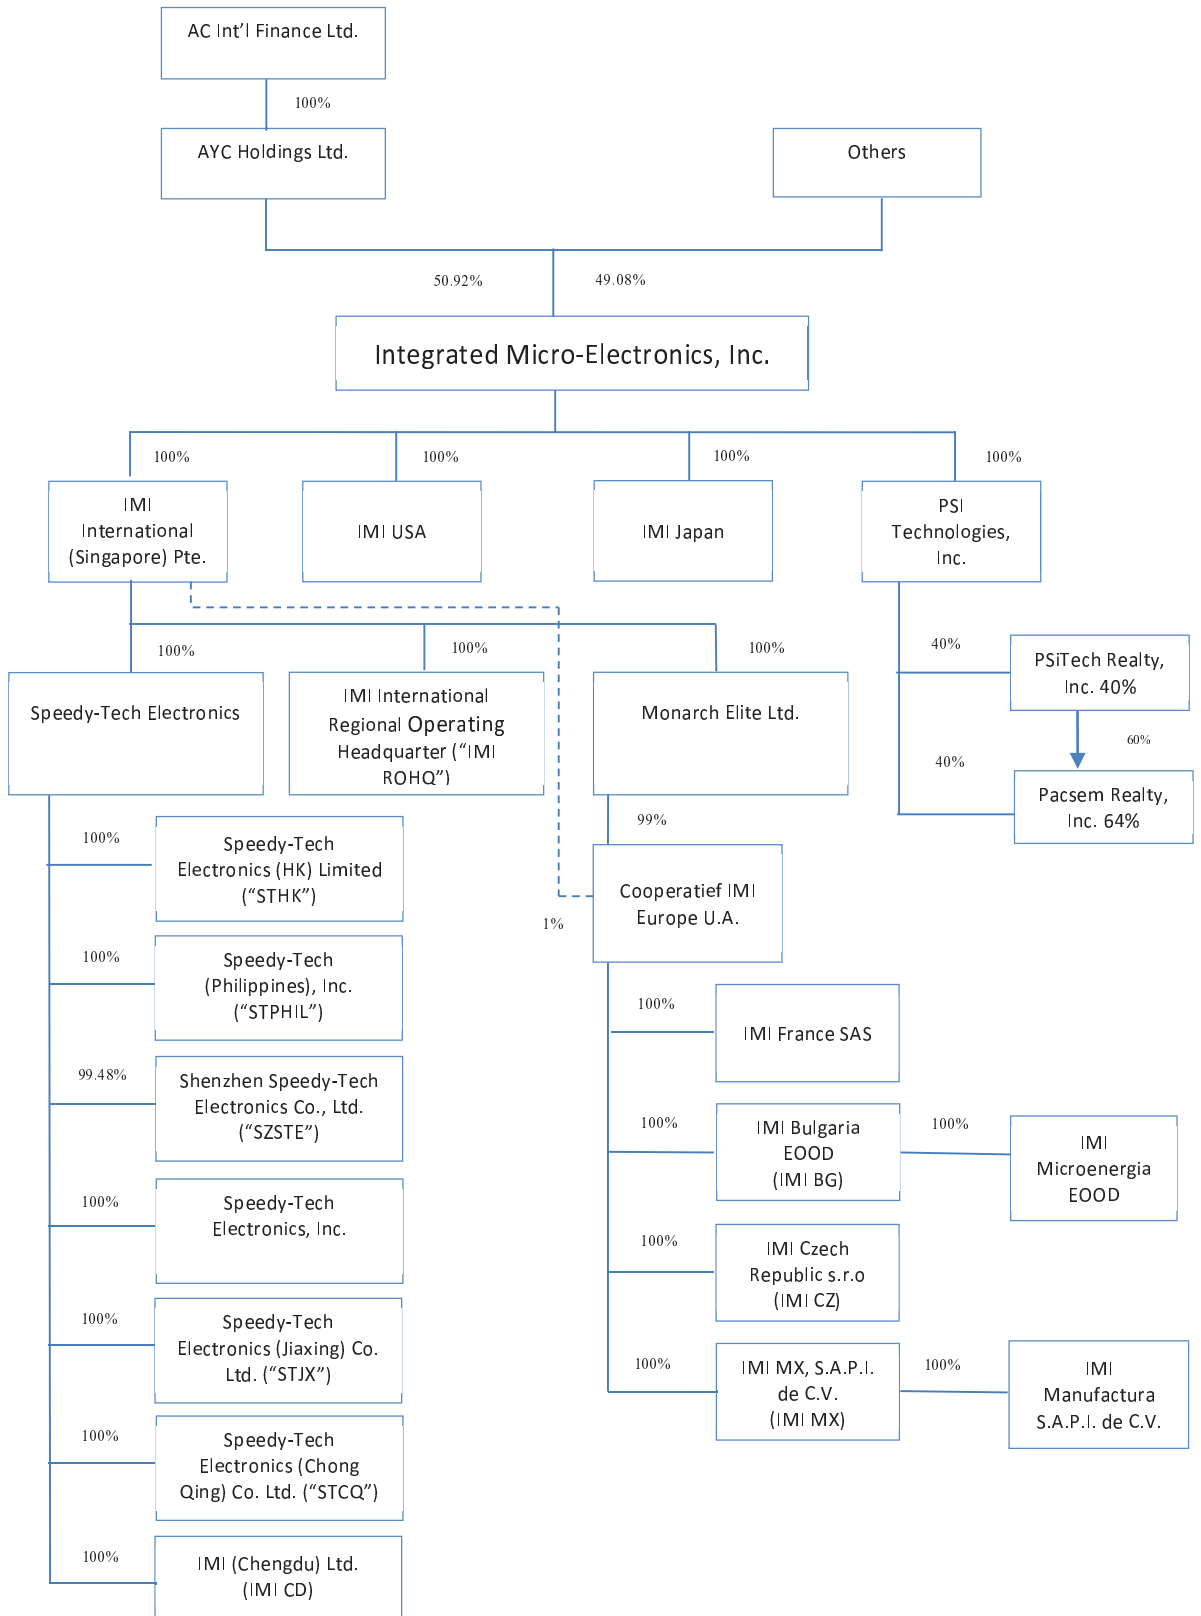 AC Int’l Finance Ltd.
100%
AYC Holdings Ltd.
Others
50.92%
49.08%
Integrated Micro-Electronics, Inc.
100%
100%
100%
100%
IMI
International
(Singapore) Pte.
IMI USA
IMI Japan
PSI
Technologies,
Inc.
100%
100%
100%
40%
PSiTech Realty,
Inc. 40%
60%
40%
Pacsem Realty,
Inc. 64%
Speedy-Tech Electronics
IMI International
Regional Operating
Headquarter (“IMI
ROHQ”)
Monarch Elite Ltd.
99%
1%
Cooperatief IMI
Europe U.A.
100%
Speedy-Tech
Electronics (HK) Limited
(“STHK”)
100%
Speedy-Tech
(Philippines), Inc.
(“STPHIL”)
99.48%
Shenzhen Speedy-Tech
Electronics Co., Ltd.
(“SZSTE”)
100%
Speedy-Tech
Electronics, Inc.
100%
Speedy-Tech
Electronics (Jiaxing) Co.
Ltd. (“STJX”)
100%
Speedy-Tech
Electronics (Chong
Qing) Co. Ltd. (“STCQ”)
100%
IMI (Chengdu) Ltd.
(IMI CD)
100%
IMI France SAS
100%
IMI Bulgaria
EOOD
(IMI BG)
100%
IMI
Microenergia
EOOD
100%
IMI Czech
Republic s.r.o
(IMI CZ)
100%
IMI MX, S.A.P.I.
de C.V.
(IMI MX)
100%
IMI
Manufactura
S.A.P.I. de C.V.